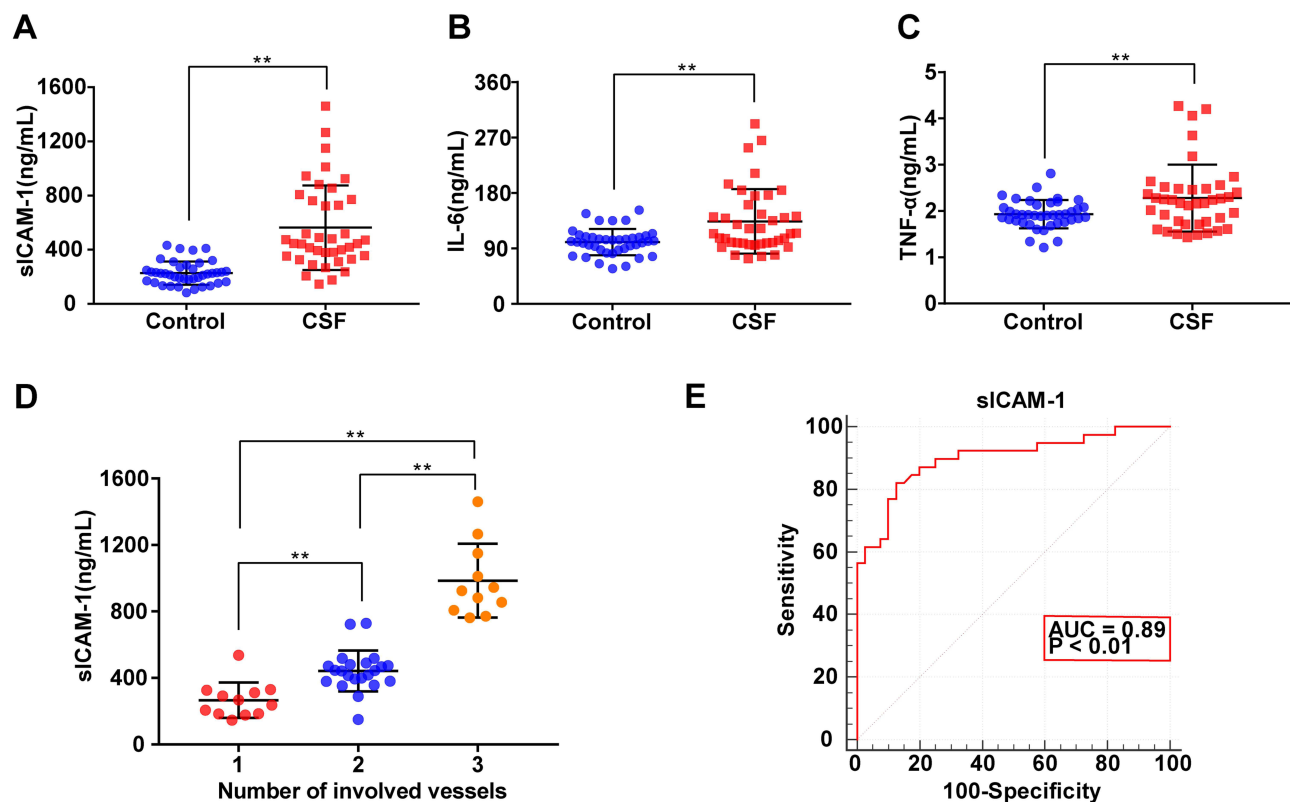 A
sICAM-1(ng/mL)
1600
1200
800
400
0
**
Control
CSF
B
IL-6(ng/mL)
360
270
180
90
0
**
Control
CSF
C
TNF-α(ng/mL)
5
4
3
2
1
0
**
Control
CSF
D
sICAM-1(ng/mL)
1600
1200
800
400
0
**
**
**
1
2
3
Number of involved vessels
E
sICAM-1
Sensitivity
100
80
60
40
20
0
AUC = 0.89
P < 0.01
0
20
40
60
80
100
100-Specificity